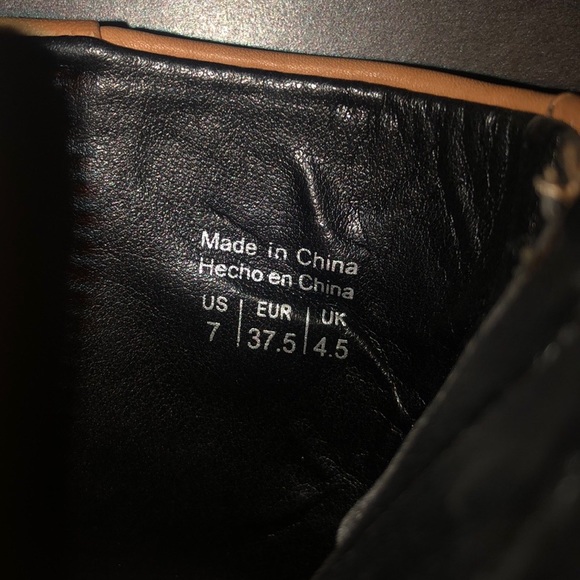 Made in China
Hecho en China
US | EUR | UK
7 | 37.5 | 4.5